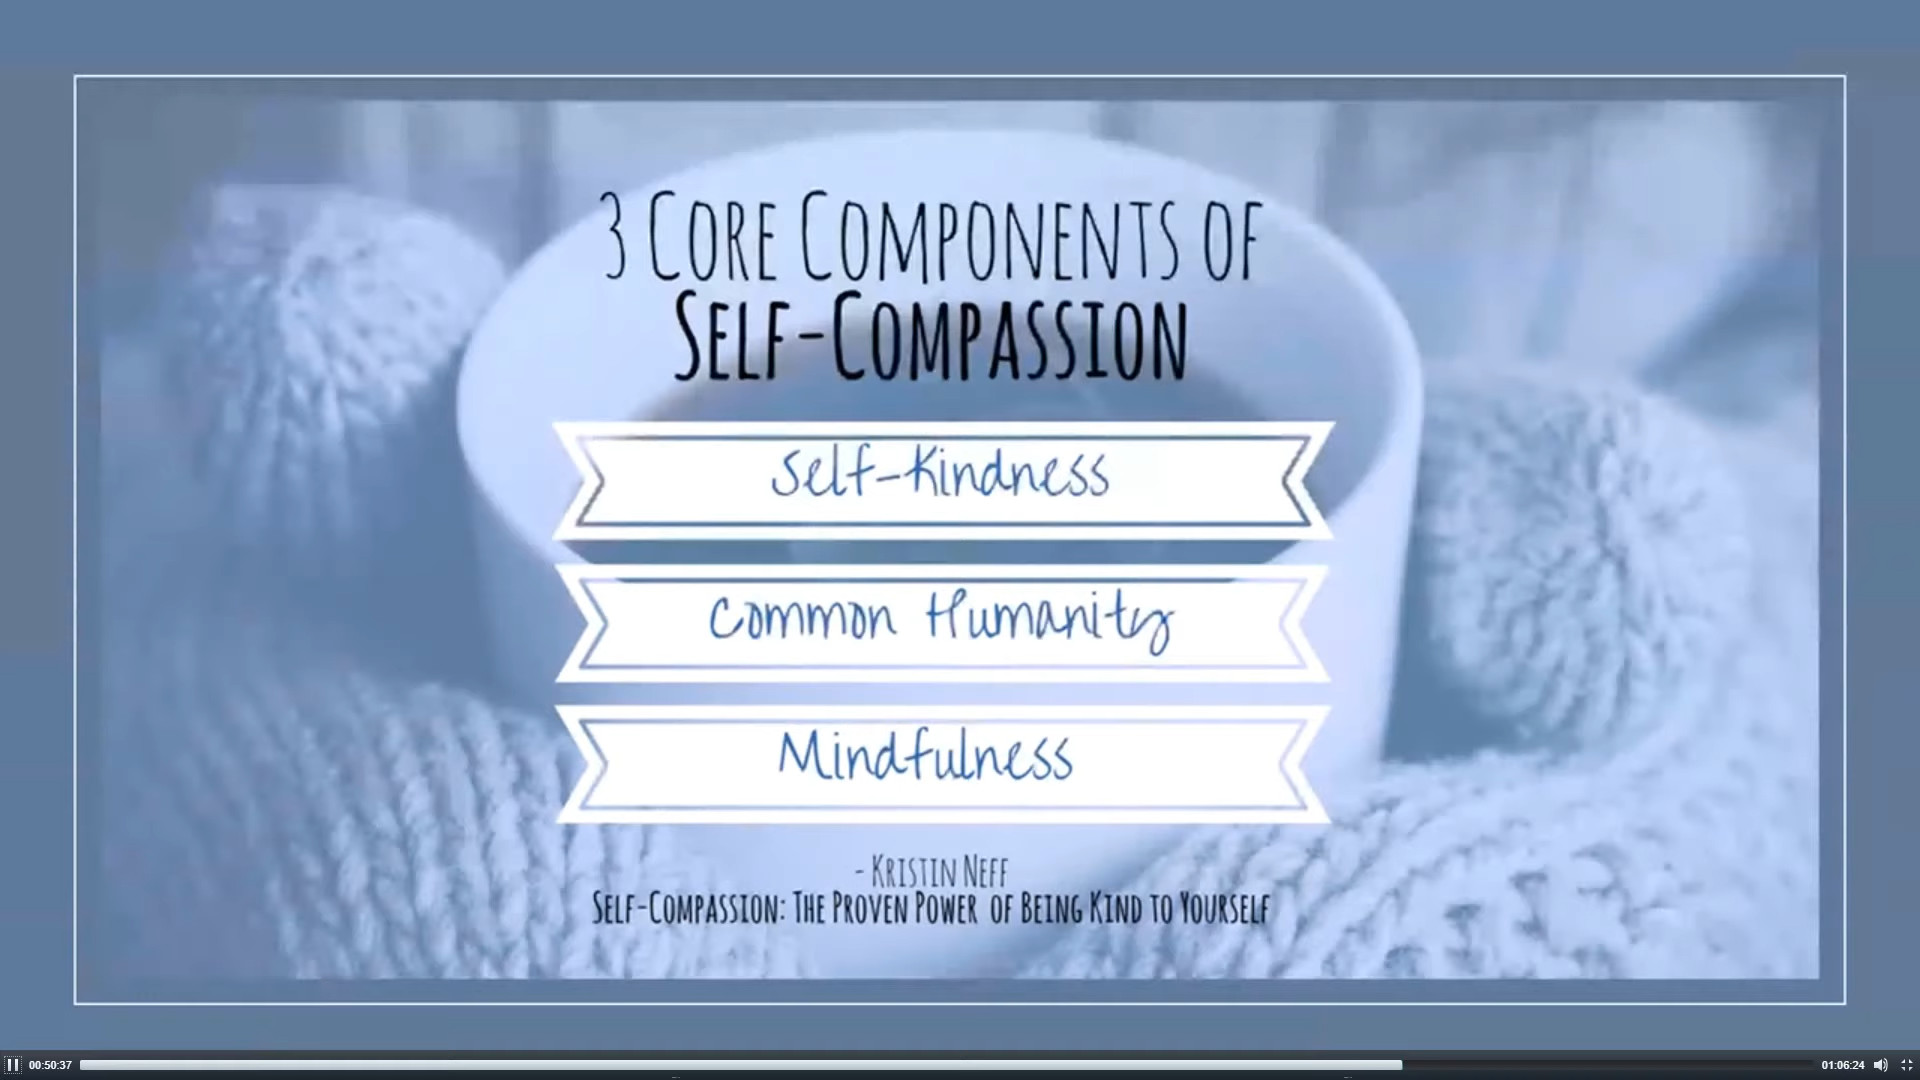 3 CORE COMPONENTS OF
SELF-COMPASSION
Self-Kindness
Common Humanity
Mindfulness
- KRISTIN NEFF
SELF-COMPASSION: THE PROVEN POWER OF BEING KIND TO YOURSELF
00:50:37 01:06:24